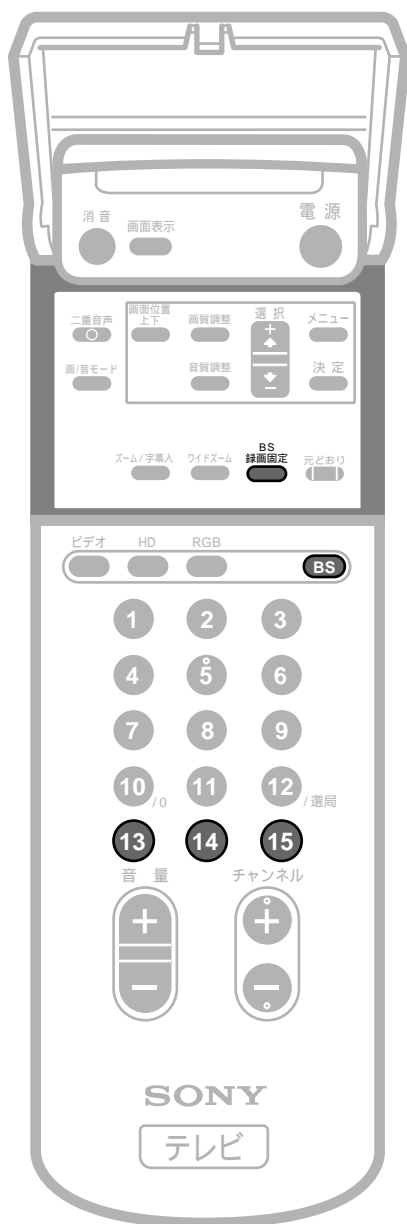 消音 画面表示 電源
二重音声 画面位置 上下 画質調整 選択 メニュー
+
画/音モード 音質調整 − 決定
ズーム/字幕入 ワイドズーム BS 録画固定 元どおり
ビデオ HD RGB BS
1 2 3
4 5 6
7 8 9
10/0 11 12/選局
13 14 15
音量 チャンネル
+ +
− −
SONY
テレビ